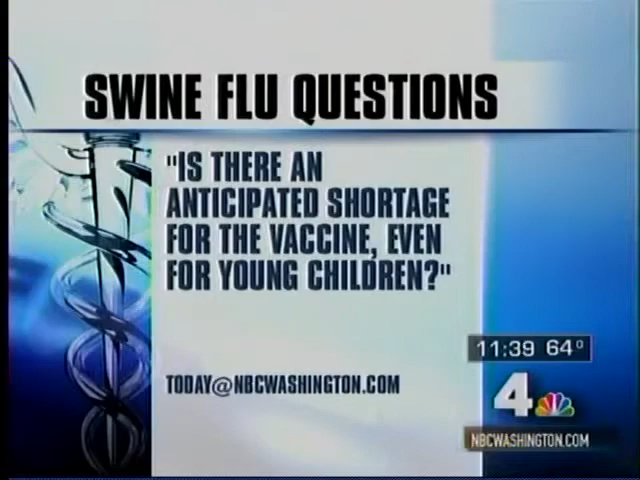 SWINE FLU QUESTIONS
"IS THERE AN
ANTICIPATED SHORTAGE
FOR THE VACCINE, EVEN
FOR YOUNG CHILDREN?"
TODAY@NBCWASHINGTON.COM
11:39 64°
4
NBCWASHINGTON.COM